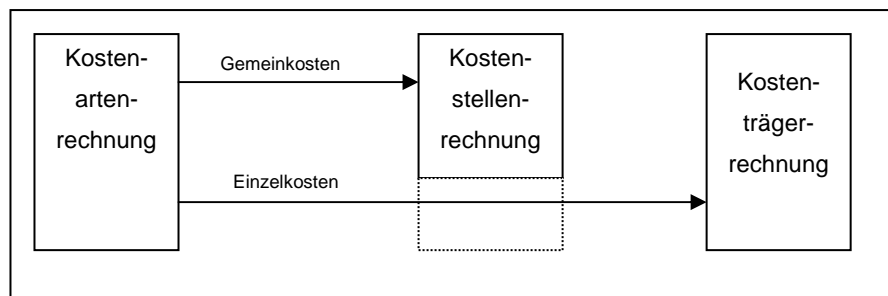 Kosten-
arten-
rechnung
Gemeinkosten
Einzelkosten
Kosten-
stellen-
rechnung
Kosten-
träger-
rechnung